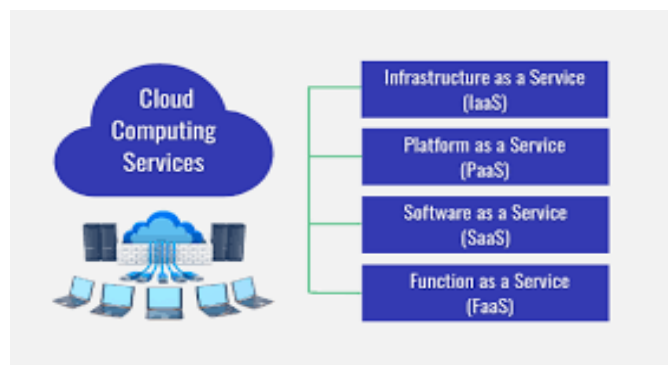 Cloud
Computing
Services
Infrastructure as a Service
(IaaS)
Platform as a Service
(PaaS)
Software as a Service
(SaaS)
Function as a Service
(FaaS)